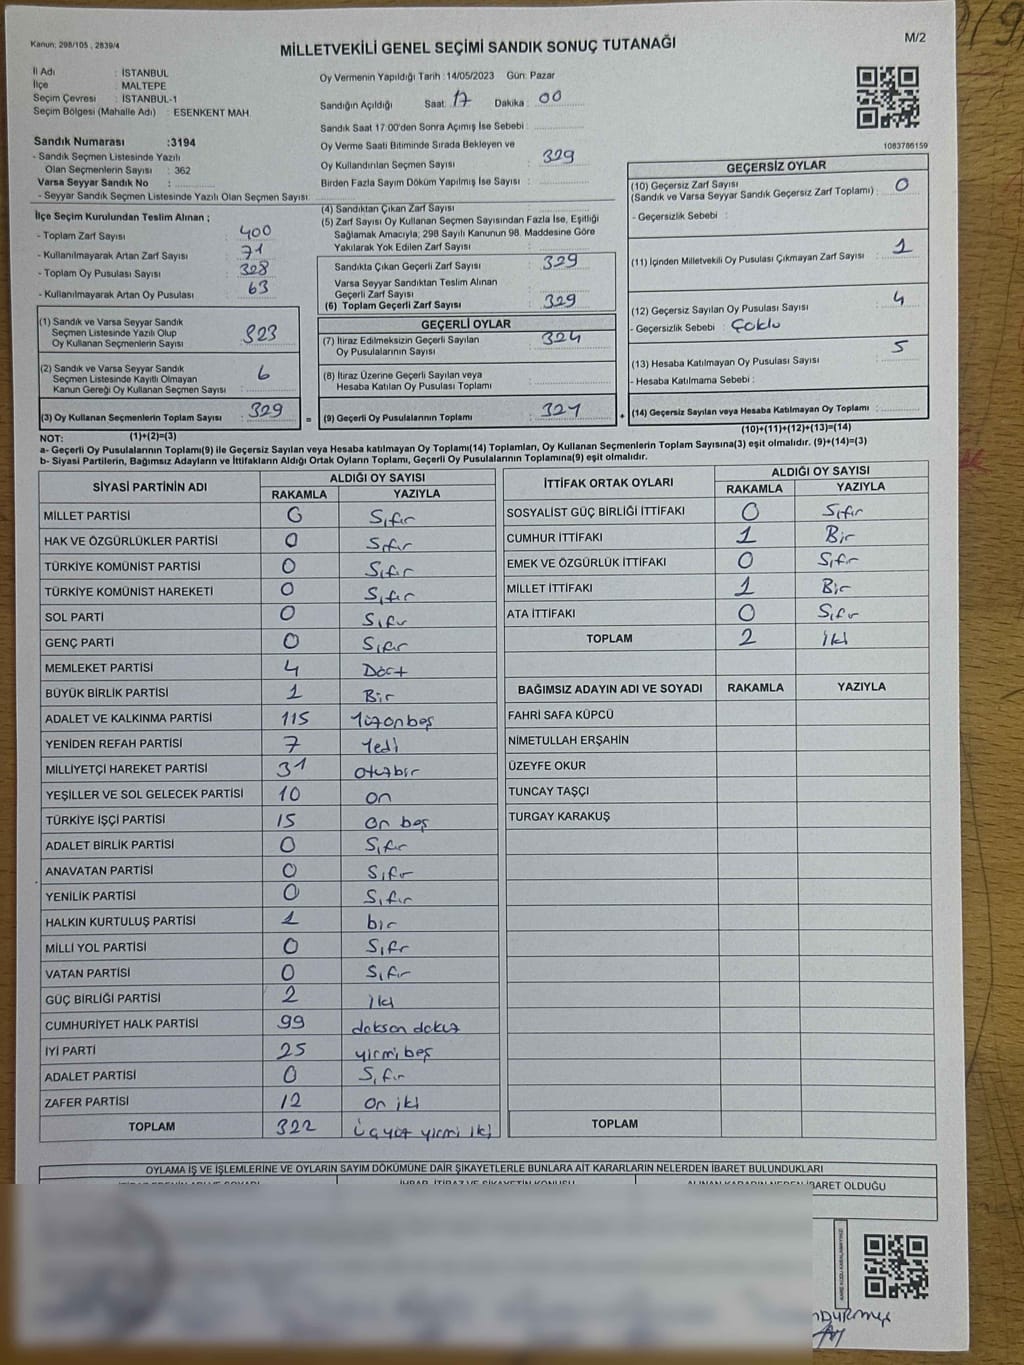 Kanun; 298/105 , 2839/4
MİLLETVEKİLİ GENEL SEÇİMİ SANDIK SONUÇ TUTANAĞI
M/2
İl Adı : İSTANBUL
İlçe : MALTEPE
Seçim Çevresi : İSTANBUL-1
Seçim Bölgesi (Mahalle Adı) : ESENKENT MAH.
Oy Vermenin Yapıldığı Tarih :14/05/2023 Gün: Pazar
Sandığın Açıldığı Saat: 17 Dakika : 00
Sandık Saat 17:00'den Sonra Açımış İse Sebebi :
Oy Verme Saati Bitiminde Sırada Bekleyen ve
Oy Kullandırılan Seçmen Sayısı : 329
Birden Fazla Sayım Döküm Yapılmış İse Sayısı :
1083786159
Sandık Numarası :3194
- Sandık Seçmen Listesinde Yazılı
Olan Seçmenlerin Sayısı : 362
Varsa Seyyar Sandık No :
- Seyyar Sandık Seçmen Listesinde Yazılı Olan Seçmen Sayısı:
İlçe Seçim Kurulundan Teslim Alınan ;
- Toplam Zarf Sayısı : 400
- Kullanılmayarak Artan Zarf Sayısı : 71
- Toplam Oy Pusulası Sayısı : 328
- Kullanılmayarak Artan Oy Pusulası : 63
(1) Sandık ve Varsa Seyyar Sandık
Seçmen Listesinde Yazılı Olup
Oy Kullanan Seçmenlerin Sayısı : 323
(2) Sandık ve Varsa Seyyar Sandık
Seçmen Listesinde Kayıtlı Olmayan
Kanun Gereği Oy Kullanan Seçmen Sayısı : 6
(3) Oy Kullanan Seçmenlerin Toplam Sayısı : 329 =
(4) Sandıktan Çıkan Zarf Sayısı :
(5) Zarf Sayısı Oy Kullanan Seçmen Sayısından Fazla İse, Eşitliği
Sağlamak Amacıyla; 298 Sayılı Kanunun 98. Maddesine Göre
Yakılarak Yok Edilen Zarf Sayısı :
Sandıkta Çıkan Geçerli Zarf Sayısı : 329
Varsa Seyyar Sandıktan Teslim Alınan
Geçerli Zarf Sayısı :
(6) Toplam Geçerli Zarf Sayısı : 329
GEÇERLİ OYLAR
(7) İtiraz Edilmeksizin Geçerli Sayılan
Oy Pusulalarının Sayısı : 324
(8) İtiraz Üzerine Geçerli Sayılan veya
Hesaba Katılan Oy Pusulası Toplamı :
(9) Geçerli Oy Pusulalarının Toplamı : 324 +
GEÇERSİZ OYLAR
(10) Geçersiz Zarf Sayısı
(Sandık ve Varsa Seyyar Sandık Geçersiz Zarf Toplamı) : 0
- Geçersizlik Sebebi :
(11) İçinden Milletvekili Oy Pusulası Çıkmayan Zarf Sayısı : 1
(12) Geçersiz Sayılan Oy Pusulası Sayısı : 4
- Geçersizlik Sebebi : Çoklu
(13) Hesaba Katılmayan Oy Pusulası Sayısı : 5
- Hesaba Katılmama Sebebi :
(14) Geçersiz Sayılan veya Hesaba Katılmayan Oy Toplamı :
NOT: (1)+(2)=(3) (10)+(11)+(12)+(13)=(14)
a- Geçerli Oy Pusulalarının Toplamı(9) ile Geçersiz Sayılan veya Hesaba katılmayan Oy Toplamı(14) Toplamları, Oy Kullanan Seçmenlerin Toplam Sayısına(3) eşit olmalıdır. (9)+(14)=(3)
b- Siyasi Partilerin, Bağımsız Adayların ve İttifakların Aldığı Ortak Oyların Toplamı, Geçerli Oy Pusulalarının Toplamına(9) eşit olmalıdır.
SİYASİ PARTİNİN ADI ALDIĞI OY SAYISI
RAKAMLA YAZIYLA
MİLLET PARTİSİ 0 Sıfır
HAK VE ÖZGÜRLÜKLER PARTİSİ 0 Sıfır
TÜRKİYE KOMÜNİST PARTİSİ 0 Sıfır
TÜRKİYE KOMÜNİST HAREKETİ 0 Sıfır
SOL PARTİ 0 Sıfır
GENÇ PARTİ 0 Sıfır
MEMLEKET PARTİSİ 4 Dört
BÜYÜK BİRLİK PARTİSİ 1 Bir
ADALET VE KALKINMA PARTİSİ 115 Yüzonbeş
YENİDEN REFAH PARTİSİ 7 Yedi
MİLLİYETÇİ HAREKET PARTİSİ 31 otuzbir
YEŞİLLER VE SOL GELECEK PARTİSİ 10 on
TÜRKİYE İŞÇİ PARTİSİ 15 on beş
ADALET BİRLİK PARTİSİ 0 Sıfır
ANAVATAN PARTİSİ 0 Sıfır
YENİLİK PARTİSİ 0 Sıfır
HALKIN KURTULUŞ PARTİSİ 1 bir
MİLLİ YOL PARTİSİ 0 Sıfır
VATAN PARTİSİ 0 Sıfır
GÜÇ BİRLİĞİ PARTİSİ 2 iki
CUMHURİYET HALK PARTİSİ 99 doksan dokuz
İYİ PARTİ 25 yirmi beş
ADALET PARTİSİ 0 Sıfır
ZAFER PARTİSİ 12 on iki
TOPLAM 322 Üçyüz yirmi iki
İTTİFAK ORTAK OYLARI ALDIĞI OY SAYISI
RAKAMLA YAZIYLA
SOSYALİST GÜÇ BİRLİĞİ İTTİFAKI 0 Sıfır
CUMHUR İTTİFAKI 1 Bir
EMEK VE ÖZGÜRLÜK İTTİFAKI 0 Sıfır
MİLLET İTTİFAKI 1 Bir
ATA İTTİFAKI 0 Sıfır
TOPLAM 2 iki
BAĞIMSIZ ADAYIN ADI VE SOYADI RAKAMLA YAZIYLA
FAHRİ SAFA KÜPCÜ
NİMETULLAH ERŞAHİN
ÜZEYFE OKUR
TUNCAY TAŞÇI
TURGAY KARAKUŞ
TOPLAM
OYLAMA İŞ VE İŞLEMLERİNE VE OYLARIN SAYIM DÖKÜMÜNE DAİR ŞİKAYETLERLE BUNLARA AİT KARARLARIN NELERDEN İBARET BULUNDUKLARI
İHBAR, İTİRAZ VE ŞİKAYETİN KONUSU ALINAN KARARIN NEDEN İBARET OLDUĞU